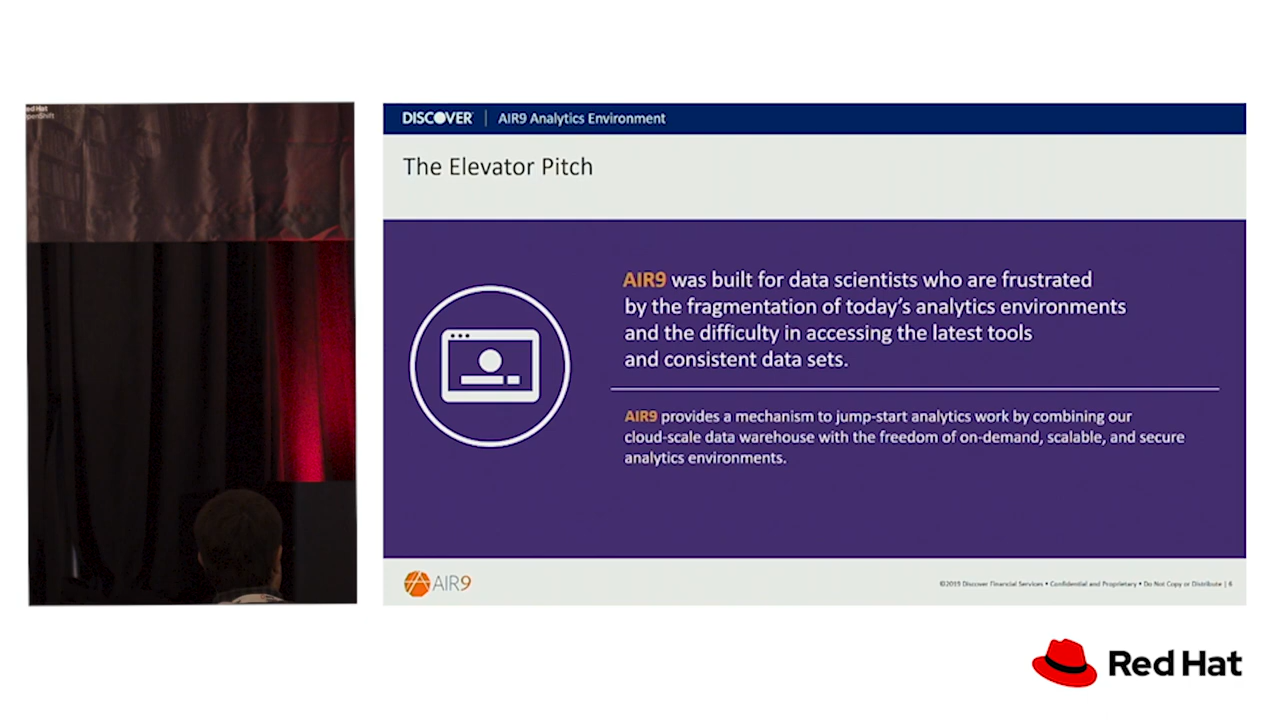 ed Hat
penShift
DISCOVER | AIR9 Analytics Environment
The Elevator Pitch
AIR9 was built for data scientists who are frustrated
by the fragmentation of today's analytics environments
and the difficulty in accessing the latest tools
and consistent data sets.
AIR9 provides a mechanism to jump-start analytics work by combining our
cloud-scale data warehouse with the freedom of on-demand, scalable, and secure
analytics environments.
AIR9
©2019 Discover Financial Services • Confidential and Proprietary • Do Not Copy or Distribute | 6
Red Hat